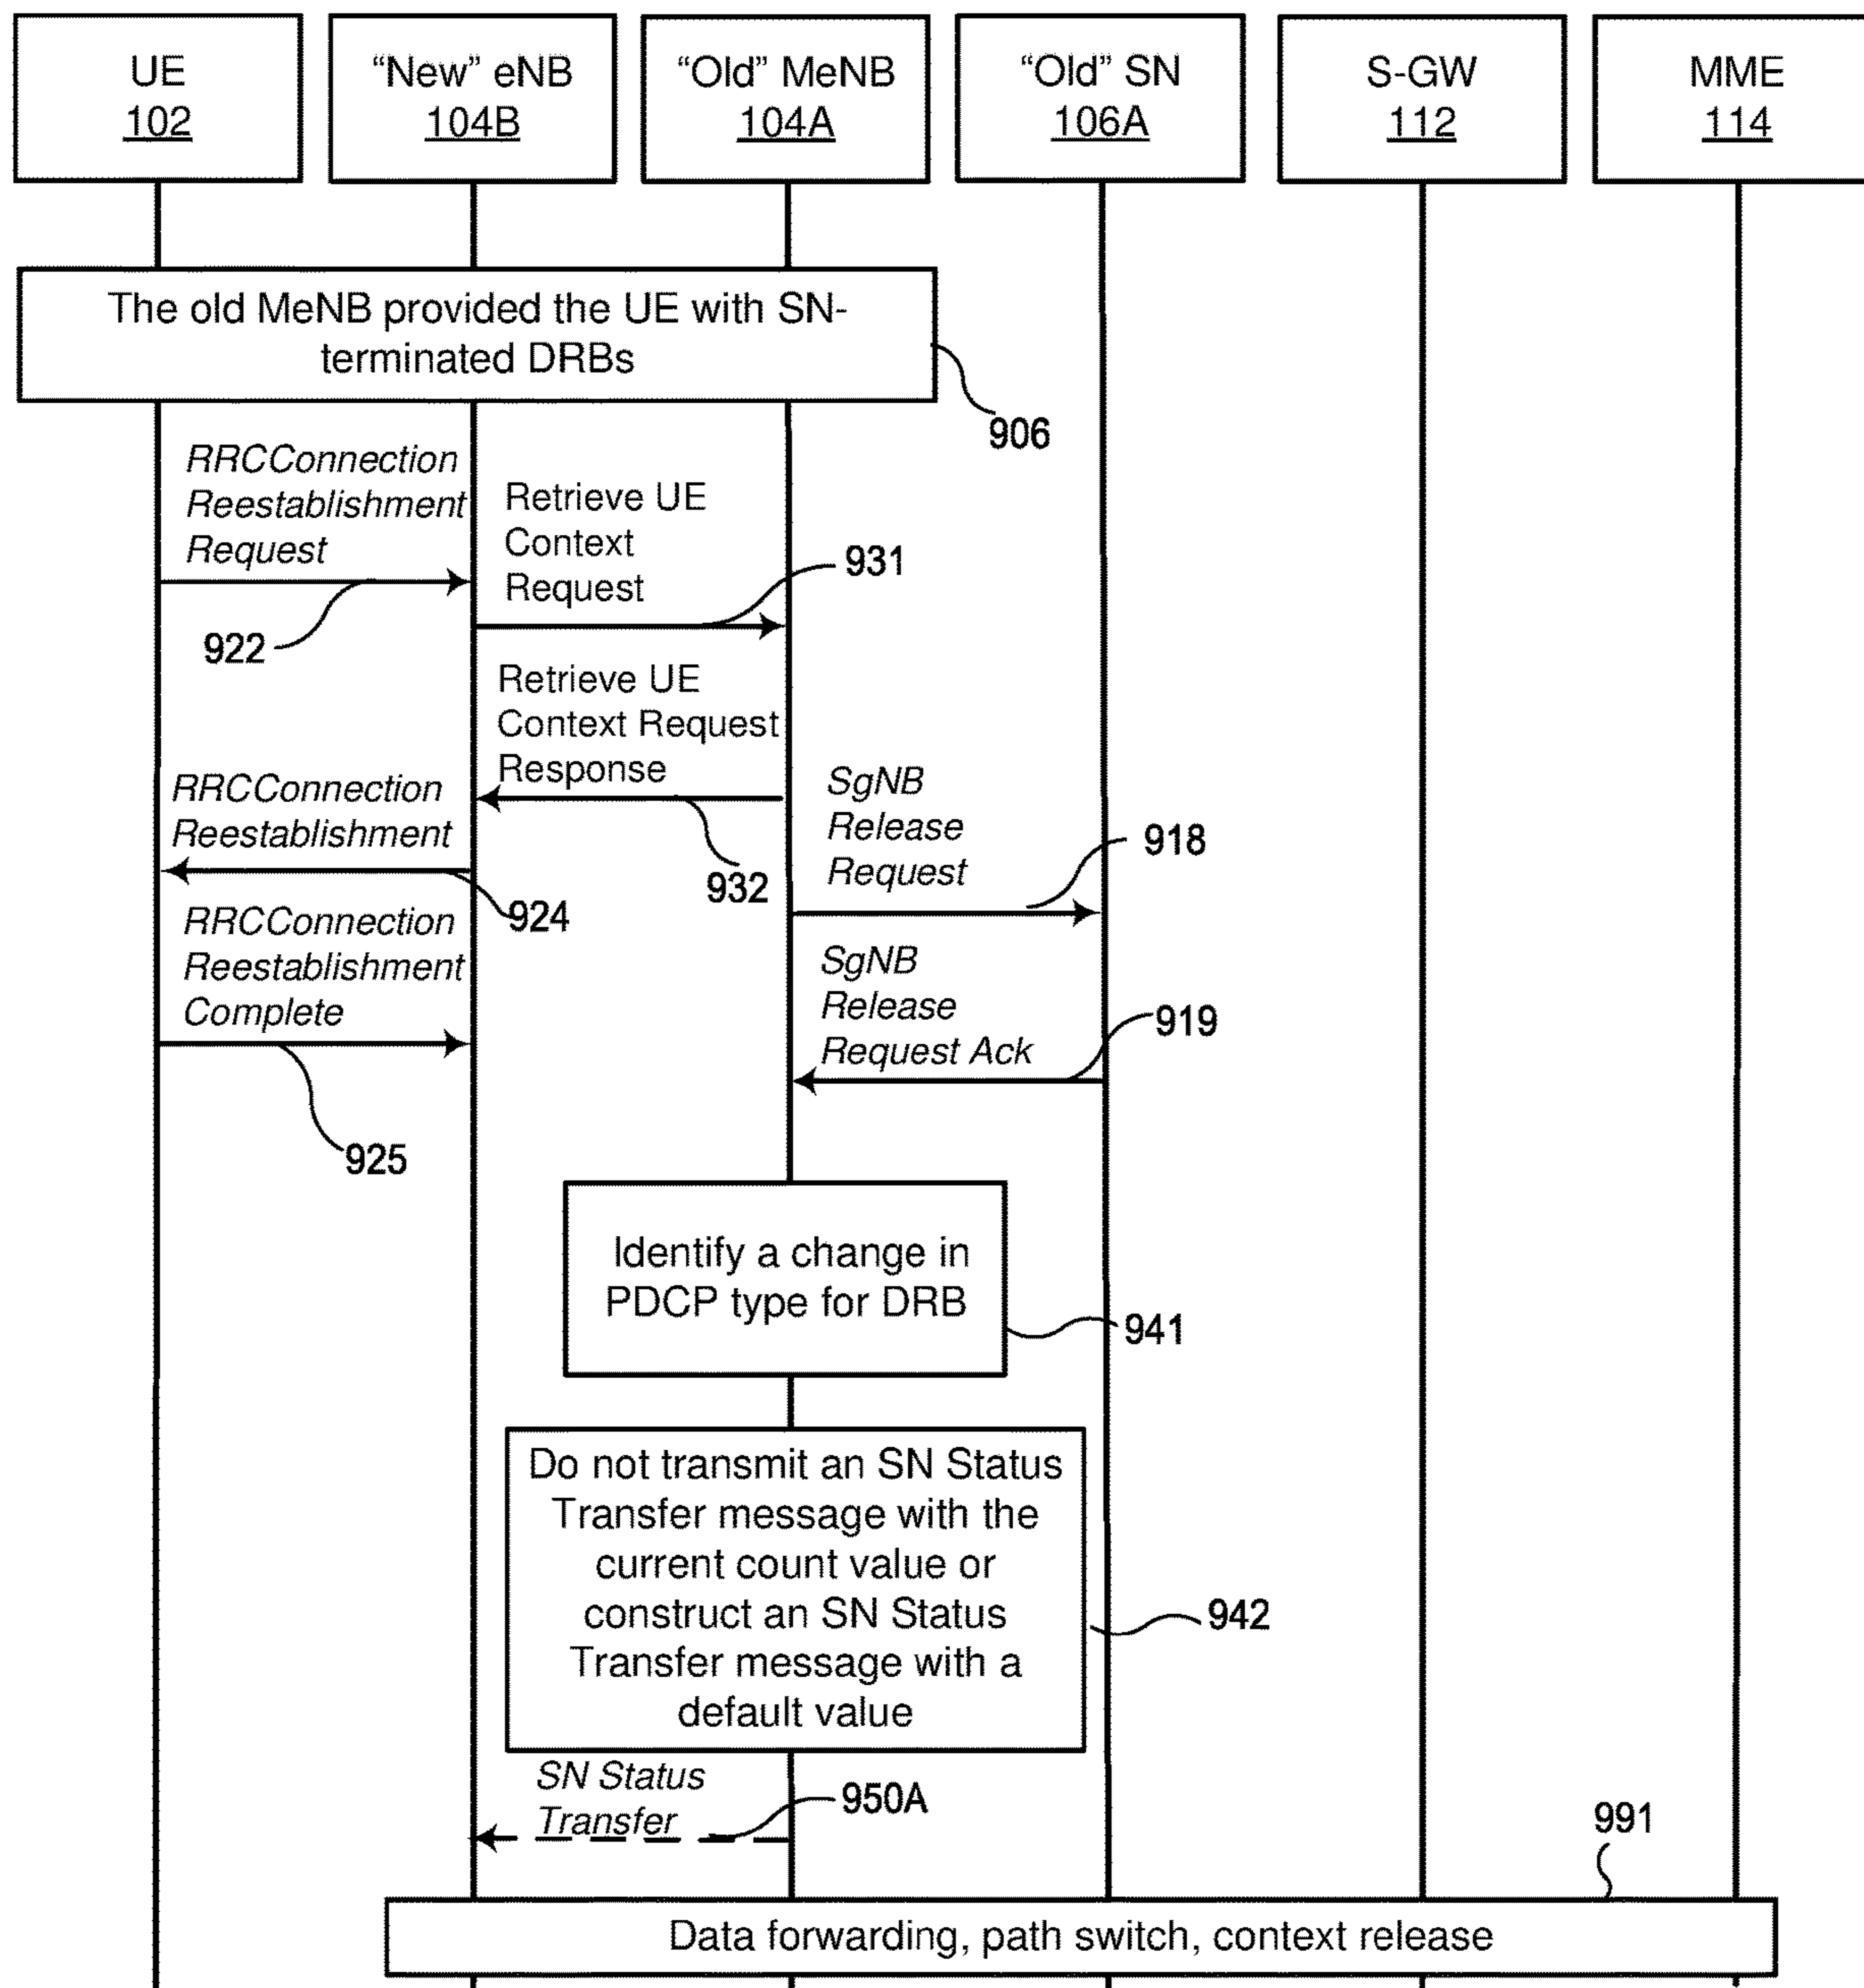 UE
102
“New” eNB
104B
“Old” MeNB
104A
“Old” SN
106A
S-GW
112
MME
114
The old MeNB provided the UE with SN-
terminated DRBs
906
RRCConnection
Reestablishment
Request
922
Retrieve UE
Context
Request
931
Retrieve UE
Context Request
Response
932
RRCConnection
Reestablishment
924
SgNB
Release
Request
918
RRCConnection
Reestablishment
Complete
925
SgNB
Release
Request Ack
919
Identify a change in
PDCP type for DRB
941
Do not transmit an SN Status
Transfer message with the
current count value or
construct an SN Status
Transfer message with a
default value
942
SN Status
Transfer
950A
991
Data forwarding, path switch, context release